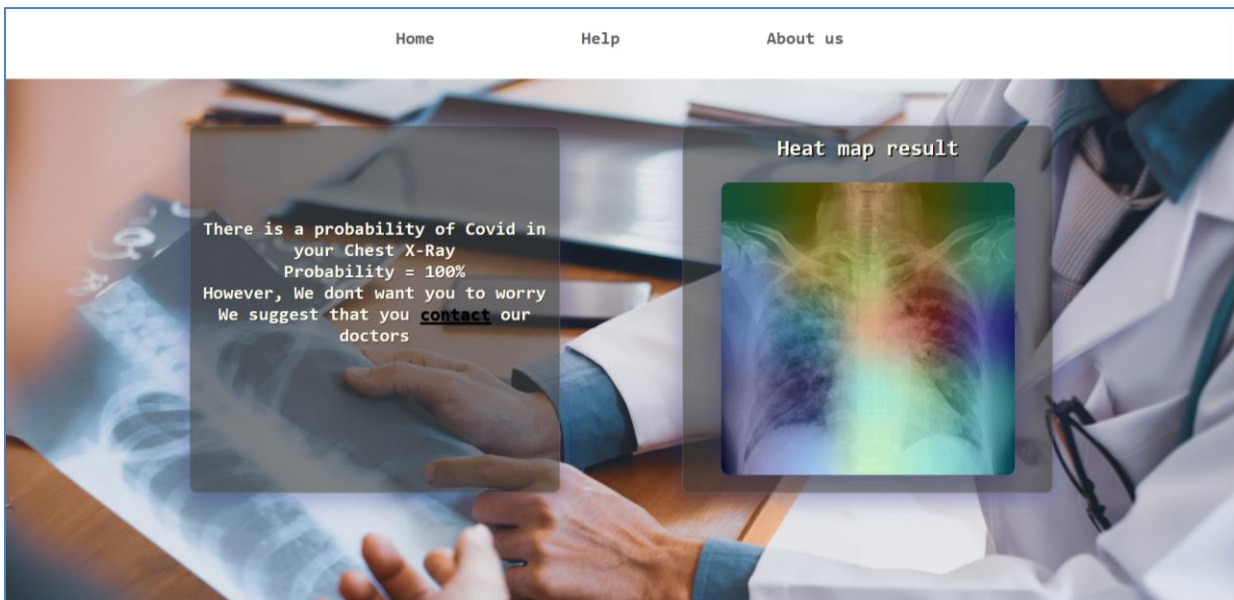 Home Help About us
There is a probability of Covid in
your Chest X-Ray
Probability = 100%
However, We dont want you to worry
We suggest that you contact our
doctors
Heat map result